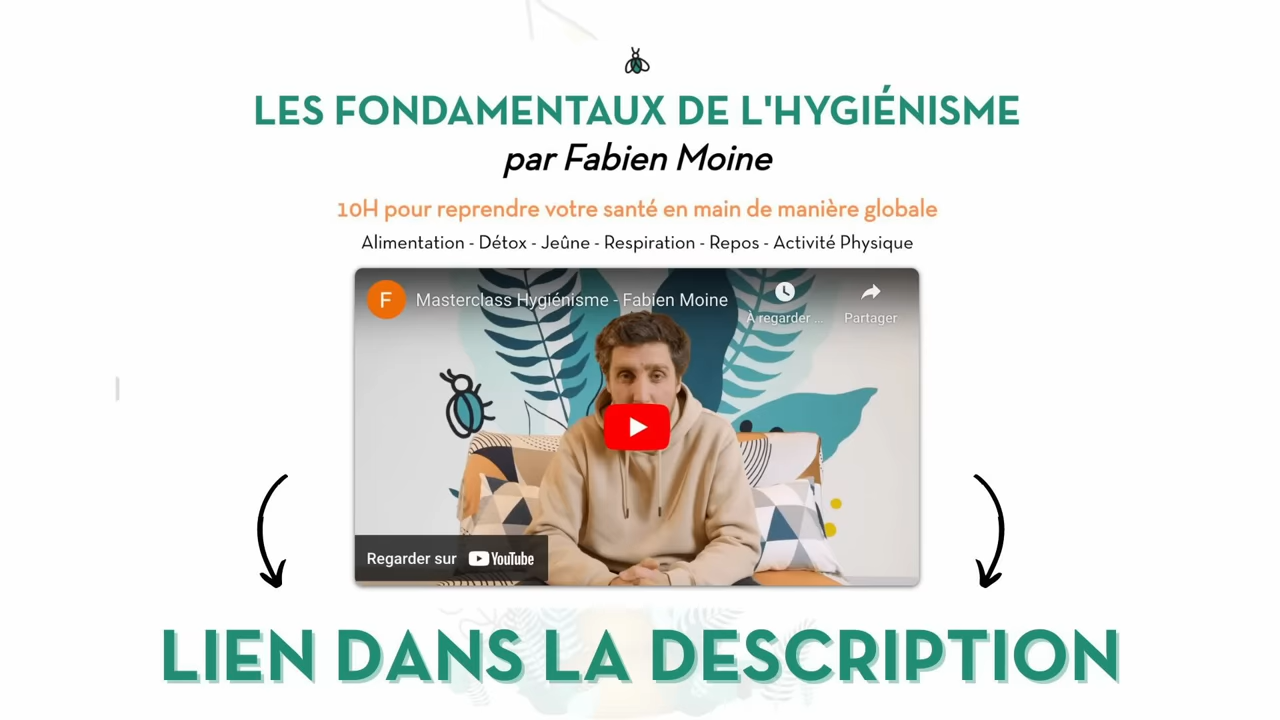 LES FONDAMENTAUX DE L'HYGIÉNISME
par Fabien Moine
10H pour reprendre votre santé en main de manière globale
Alimentation - Détox - Jeûne - Respiration - Repos - Activité Physique
F Masterclass Hygiénisme - Fabien Moine
À regarder ...
Partager
Regarder sur YouTube
LIEN DANS LA DESCRIPTION